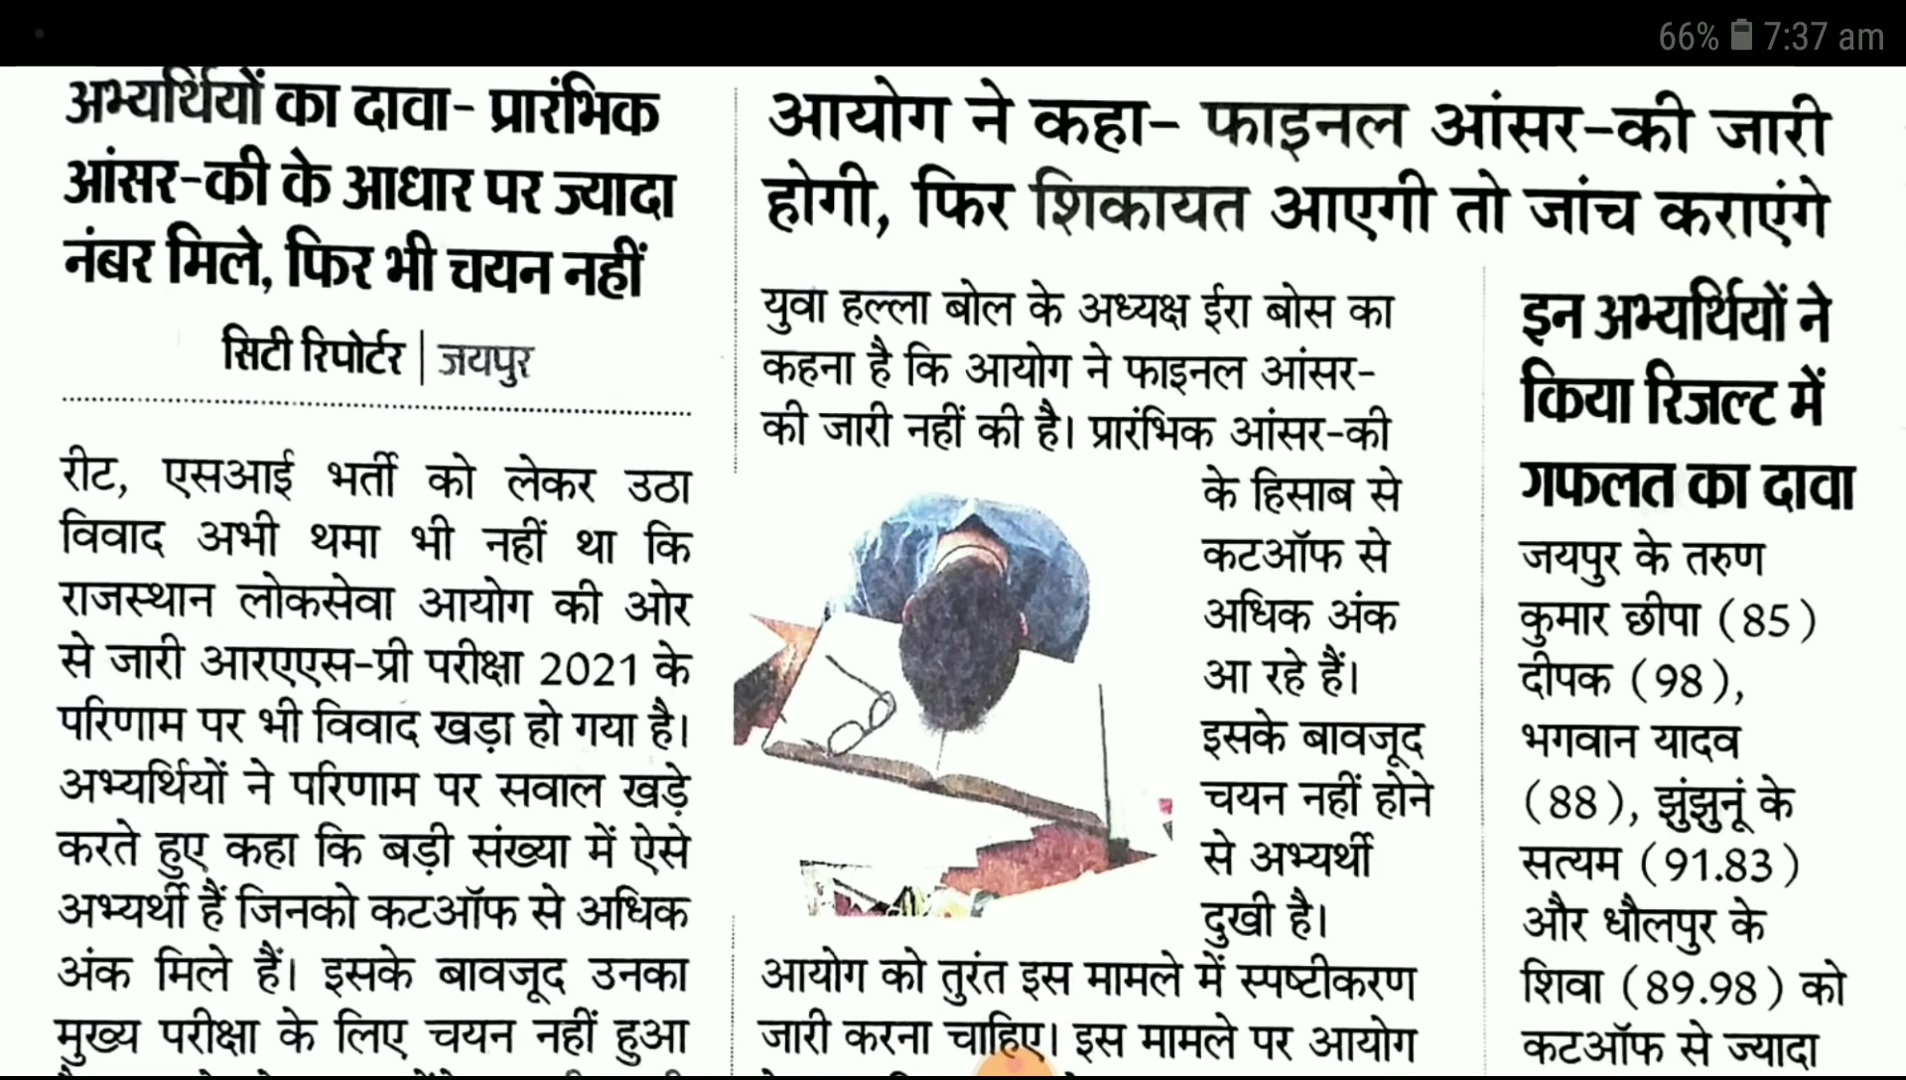 66% 7:37 am
अभ्यर्थियों का दावा- प्रारंभिक
आंसर-की के आधार पर ज्यादा
नंबर मिले, फिर भी चयन नहीं
सिटी रिपोर्टर | जयपुर
रीट, एसआई भर्ती को लेकर उठा
विवाद अभी थमा भी नहीं था कि
राजस्थान लोकसेवा आयोग की ओर
से जारी आरएएस-प्री परीक्षा 2021 के
परिणाम पर भी विवाद खड़ा हो गया है।
अभ्यर्थियों ने परिणाम पर सवाल खड़े
करते हुए कहा कि बड़ी संख्या में ऐसे
अभ्यर्थी हैं जिनको कटऑफ से अधिक
अंक मिले हैं। इसके बावजूद उनका
मुख्य परीक्षा के लिए चयन नहीं हुआ
आयोग ने कहा- फाइनल आंसर-की जारी
होगी, फिर शिकायत आएगी तो जांच कराएंगे
युवा हल्ला बोल के अध्यक्ष ईरा बोस का
कहना है कि आयोग ने फाइनल आंसर-
की जारी नहीं की है। प्रारंभिक आंसर-की
के हिसाब से
कटऑफ से
अधिक अंक
आ रहे हैं।
इसके बावजूद
चयन नहीं होने
से अभ्यर्थी
दुखी है।
आयोग को तुरंत इस मामले में स्पष्टीकरण
जारी करना चाहिए। इस मामले पर आयोग
इन अभ्यर्थियों ने
किया रिजल्ट में
गफलत का दावा
जयपुर के तरुण
कुमार छीपा (85)
दीपक (98),
भगवान यादव
(88), झुंझुनूं के
सत्यम (91.83)
और धौलपुर के
शिवा (89.98) को
कटऑफ से ज्यादा